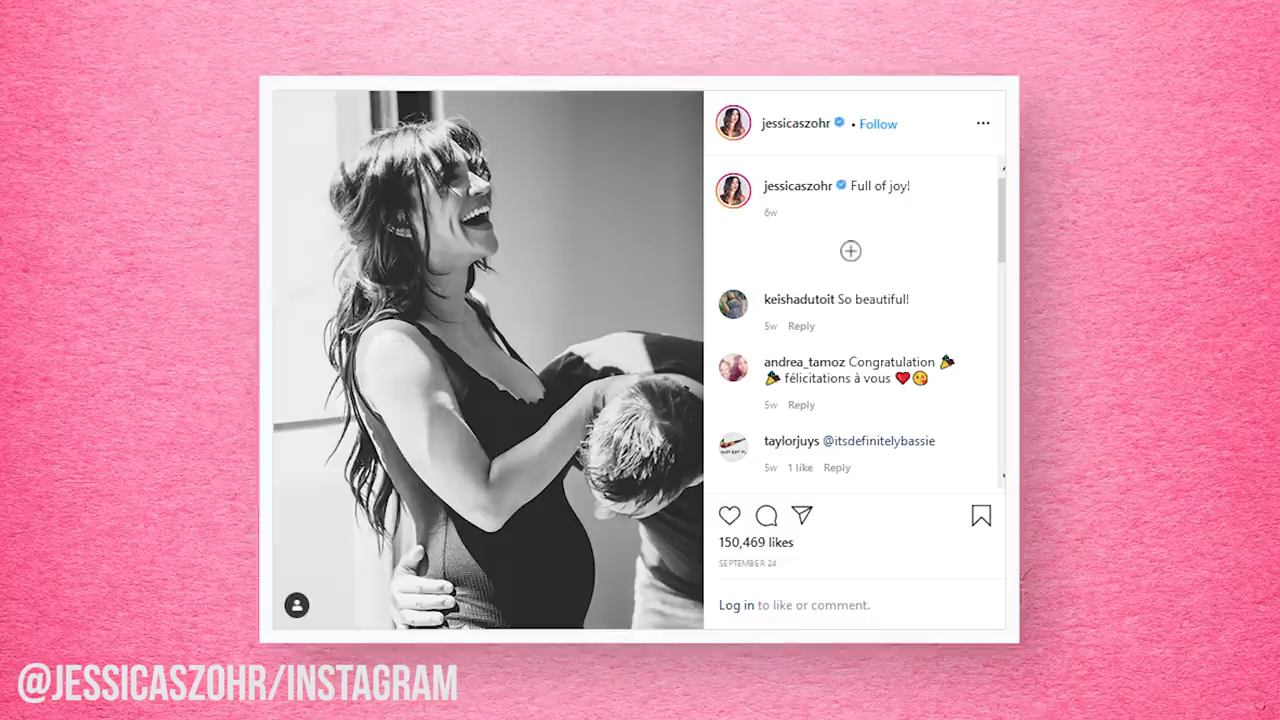 jessicaszohr • Follow
jessicaszohr Full of joy!
6w
keishadutoit So beautiful!
5w Reply
andrea_tamoz Congratulation 🎉
🎉 félicitations à vous ❤️😘
5w Reply
taylorjuys @itsdefinitelybassie
5w 1 like Reply
150,469 likes
SEPTEMBER 24
Log in to like or comment.
@JESSICASZOHR/INSTAGRAM